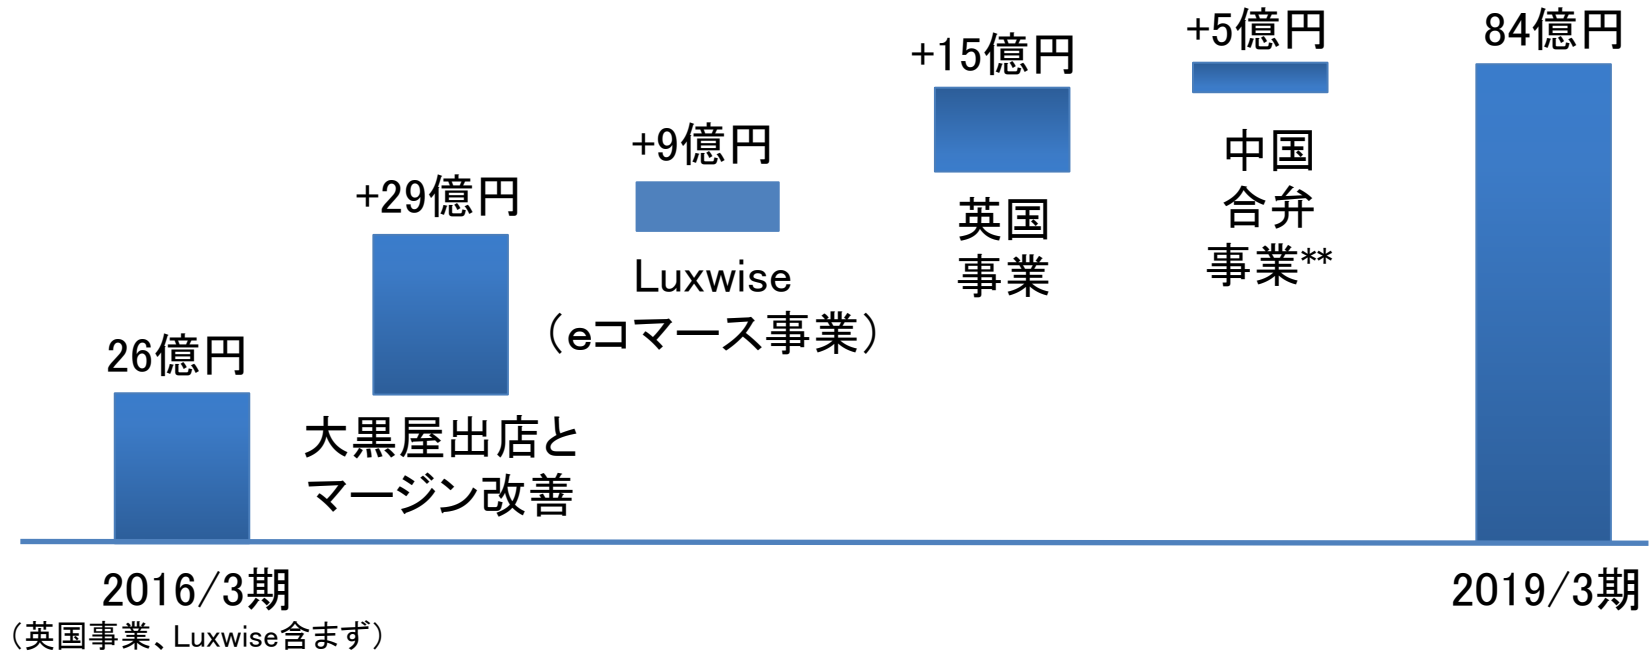 26億円
2016/3期
（英国事業、Luxwise含まず）
+29億円
大黒屋出店と
マージン改善
+9億円
Luxwise
（eコマース事業）
+15億円
英国
事業
+5億円
中国
合弁
事業**
84億円
2019/3期